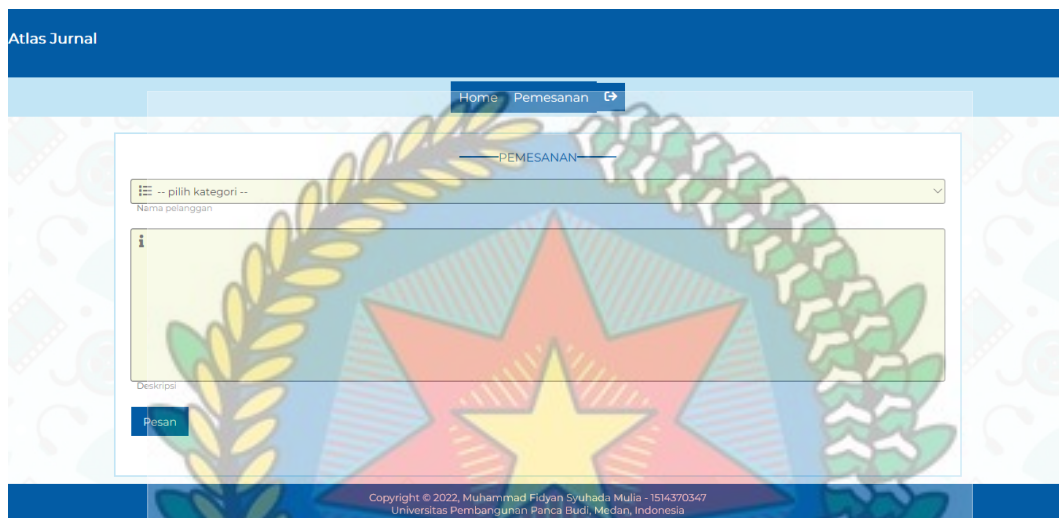 Atlas Jurnal
Home Pemesanan
PEMESANAN
-- pilih kategori --
Nama pelanggan
Deskripsi
Pesan
Copyright © 2022, Muhammad Fidyan Syuhada Mulia - 1514370347
Universitas Pembangunan Panca Budi, Medan, Indonesia